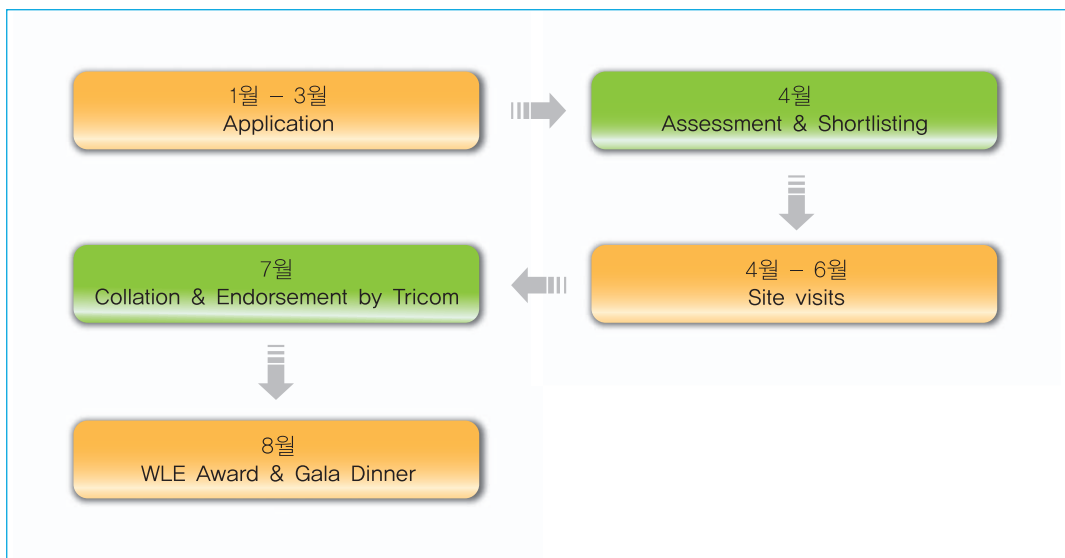 1월 – 3월
Application
4월
Assessment & Shortlisting
4월 – 6월
Site visits
7월
Collation & Endorsement by Tricom
8월
WLE Award & Gala Dinner